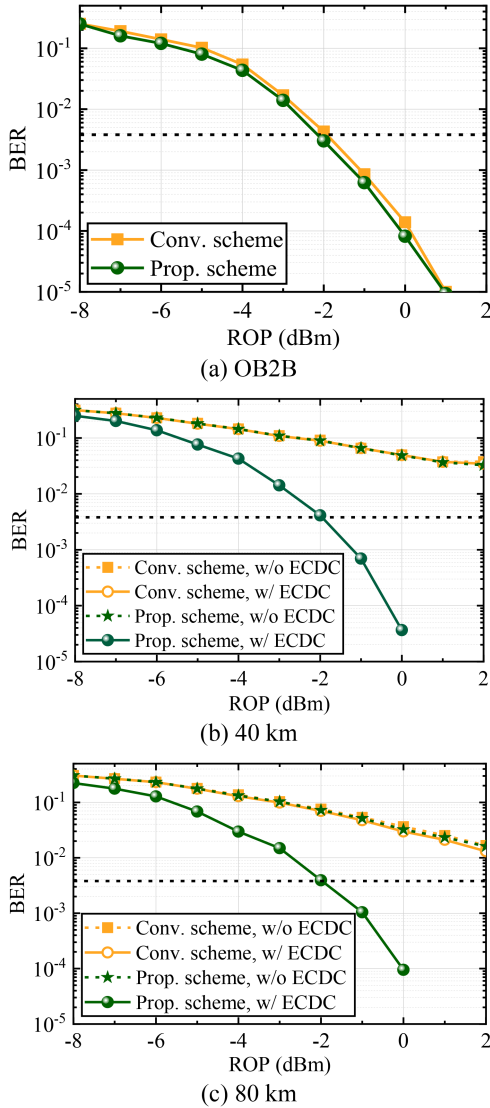 BER
10⁻¹
10⁻²
10⁻³
10⁻⁴
10⁻⁵
Conv. scheme
Prop. scheme
-8 -6 -4 -2 0 2
ROP (dBm)
(a) OB2B
BER
10⁻¹
10⁻²
10⁻³
10⁻⁴
10⁻⁵
Conv. scheme, w/o ECDC
Conv. scheme, w/ ECDC
Prop. scheme, w/o ECDC
Prop. scheme, w/ ECDC
-8 -6 -4 -2 0 2
ROP (dBm)
(b) 40 km
BER
10⁻¹
10⁻²
10⁻³
10⁻⁴
10⁻⁵
Conv. scheme, w/o ECDC
Conv. scheme, w/ ECDC
Prop. scheme, w/o ECDC
Prop. scheme, w/ ECDC
-8 -6 -4 -2 0 2
ROP (dBm)
(c) 80 km